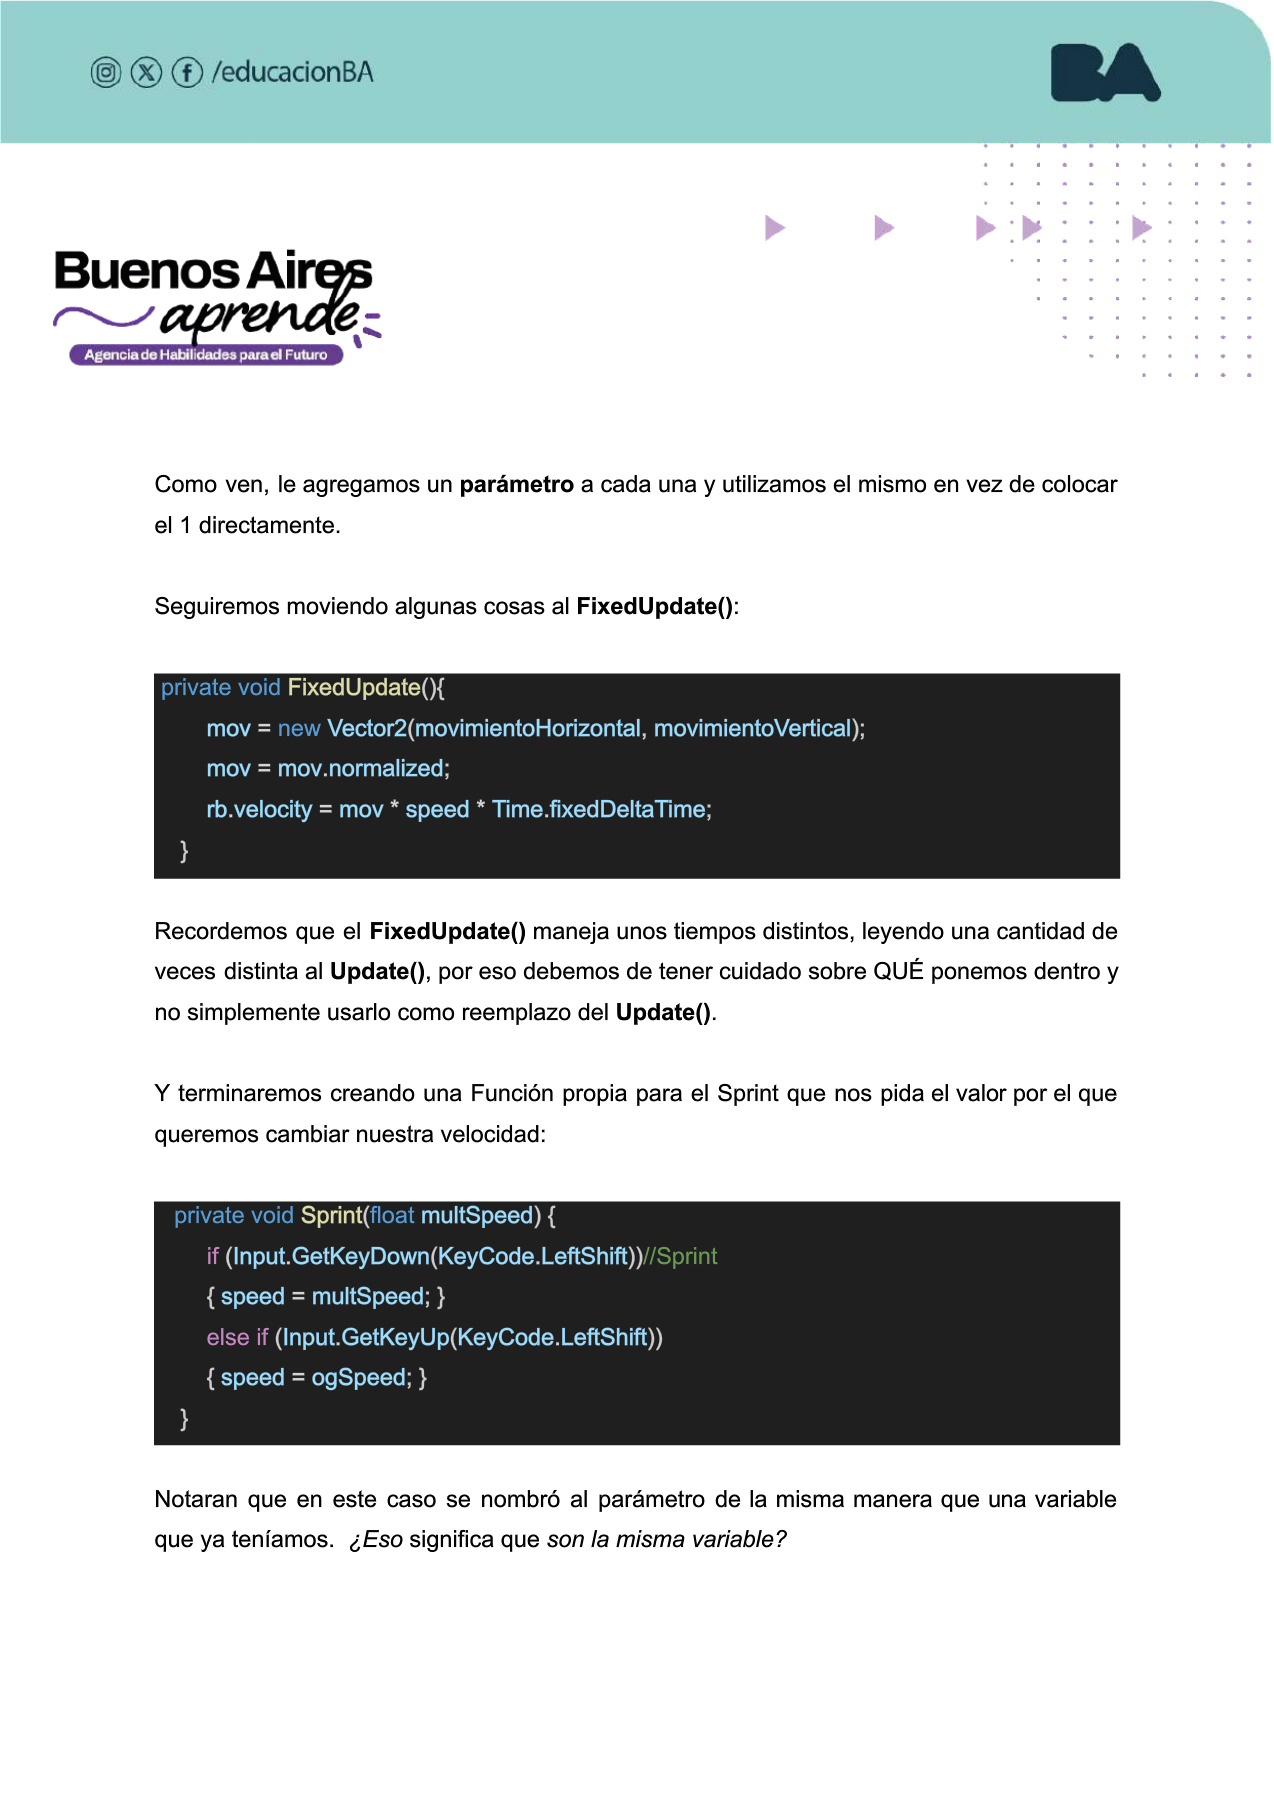 /educacionBA
BA
Buenos Aires
aprende
Agencia de Habilidades para el Futuro
Como ven, le agregamos un parámetro a cada una y utilizamos el mismo en vez de colocar
el 1 directamente.
Seguiremos moviendo algunas cosas al FixedUpdate():
private void FixedUpdate(){
mov = new Vector2(movimientoHorizontal, movimientoVertical);
mov = mov.normalized;
rb.velocity = mov * speed * Time.fixedDeltaTime;
}
Recordemos que el FixedUpdate() maneja unos tiempos distintos, leyendo una cantidad de
veces distinta al Update(), por eso debemos de tener cuidado sobre QUÉ ponemos dentro y
no simplemente usarlo como reemplazo del Update().
Y terminaremos creando una Función propia para el Sprint que nos pida el valor por el que
queremos cambiar nuestra velocidad:
private void Sprint(float multSpeed) {
if (Input.GetKeyDown(KeyCode.LeftShift))//Sprint
{ speed = multSpeed; }
else if (Input.GetKeyUp(KeyCode.LeftShift))
{ speed = ogSpeed; }
}
Notaran que en este caso se nombró al parámetro de la misma manera que una variable
que ya teníamos. ¿Eso significa que son la misma variable?